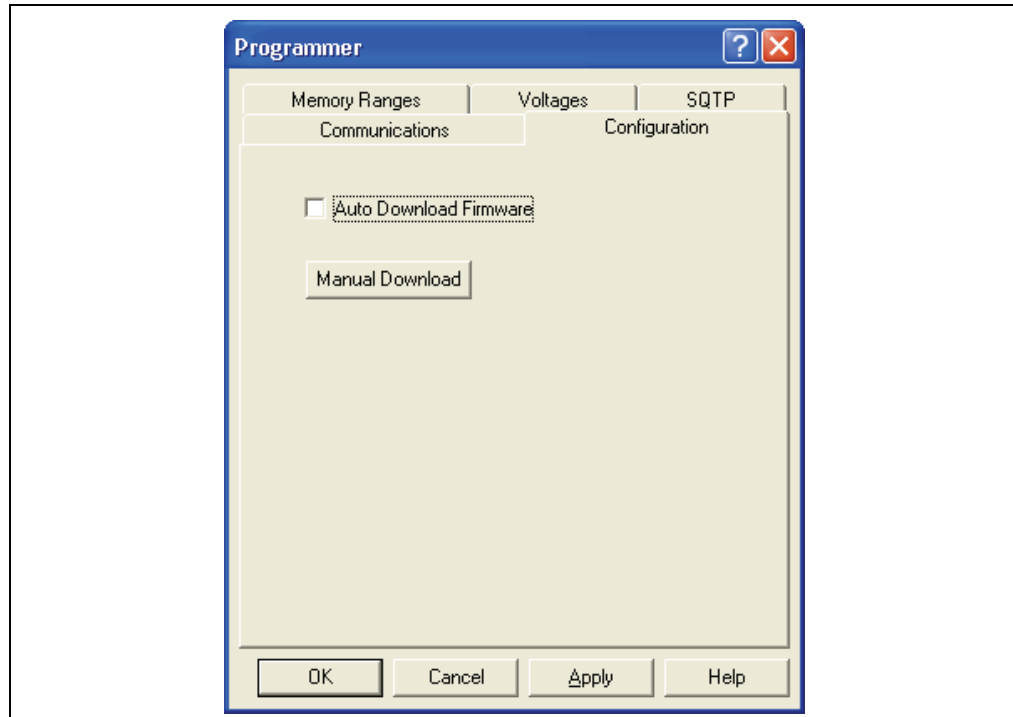 Programmer
Memory Ranges Voltages SQTP
Communications Configuration
Auto Download Firmware
Manual Download
OK Cancel Apply Help